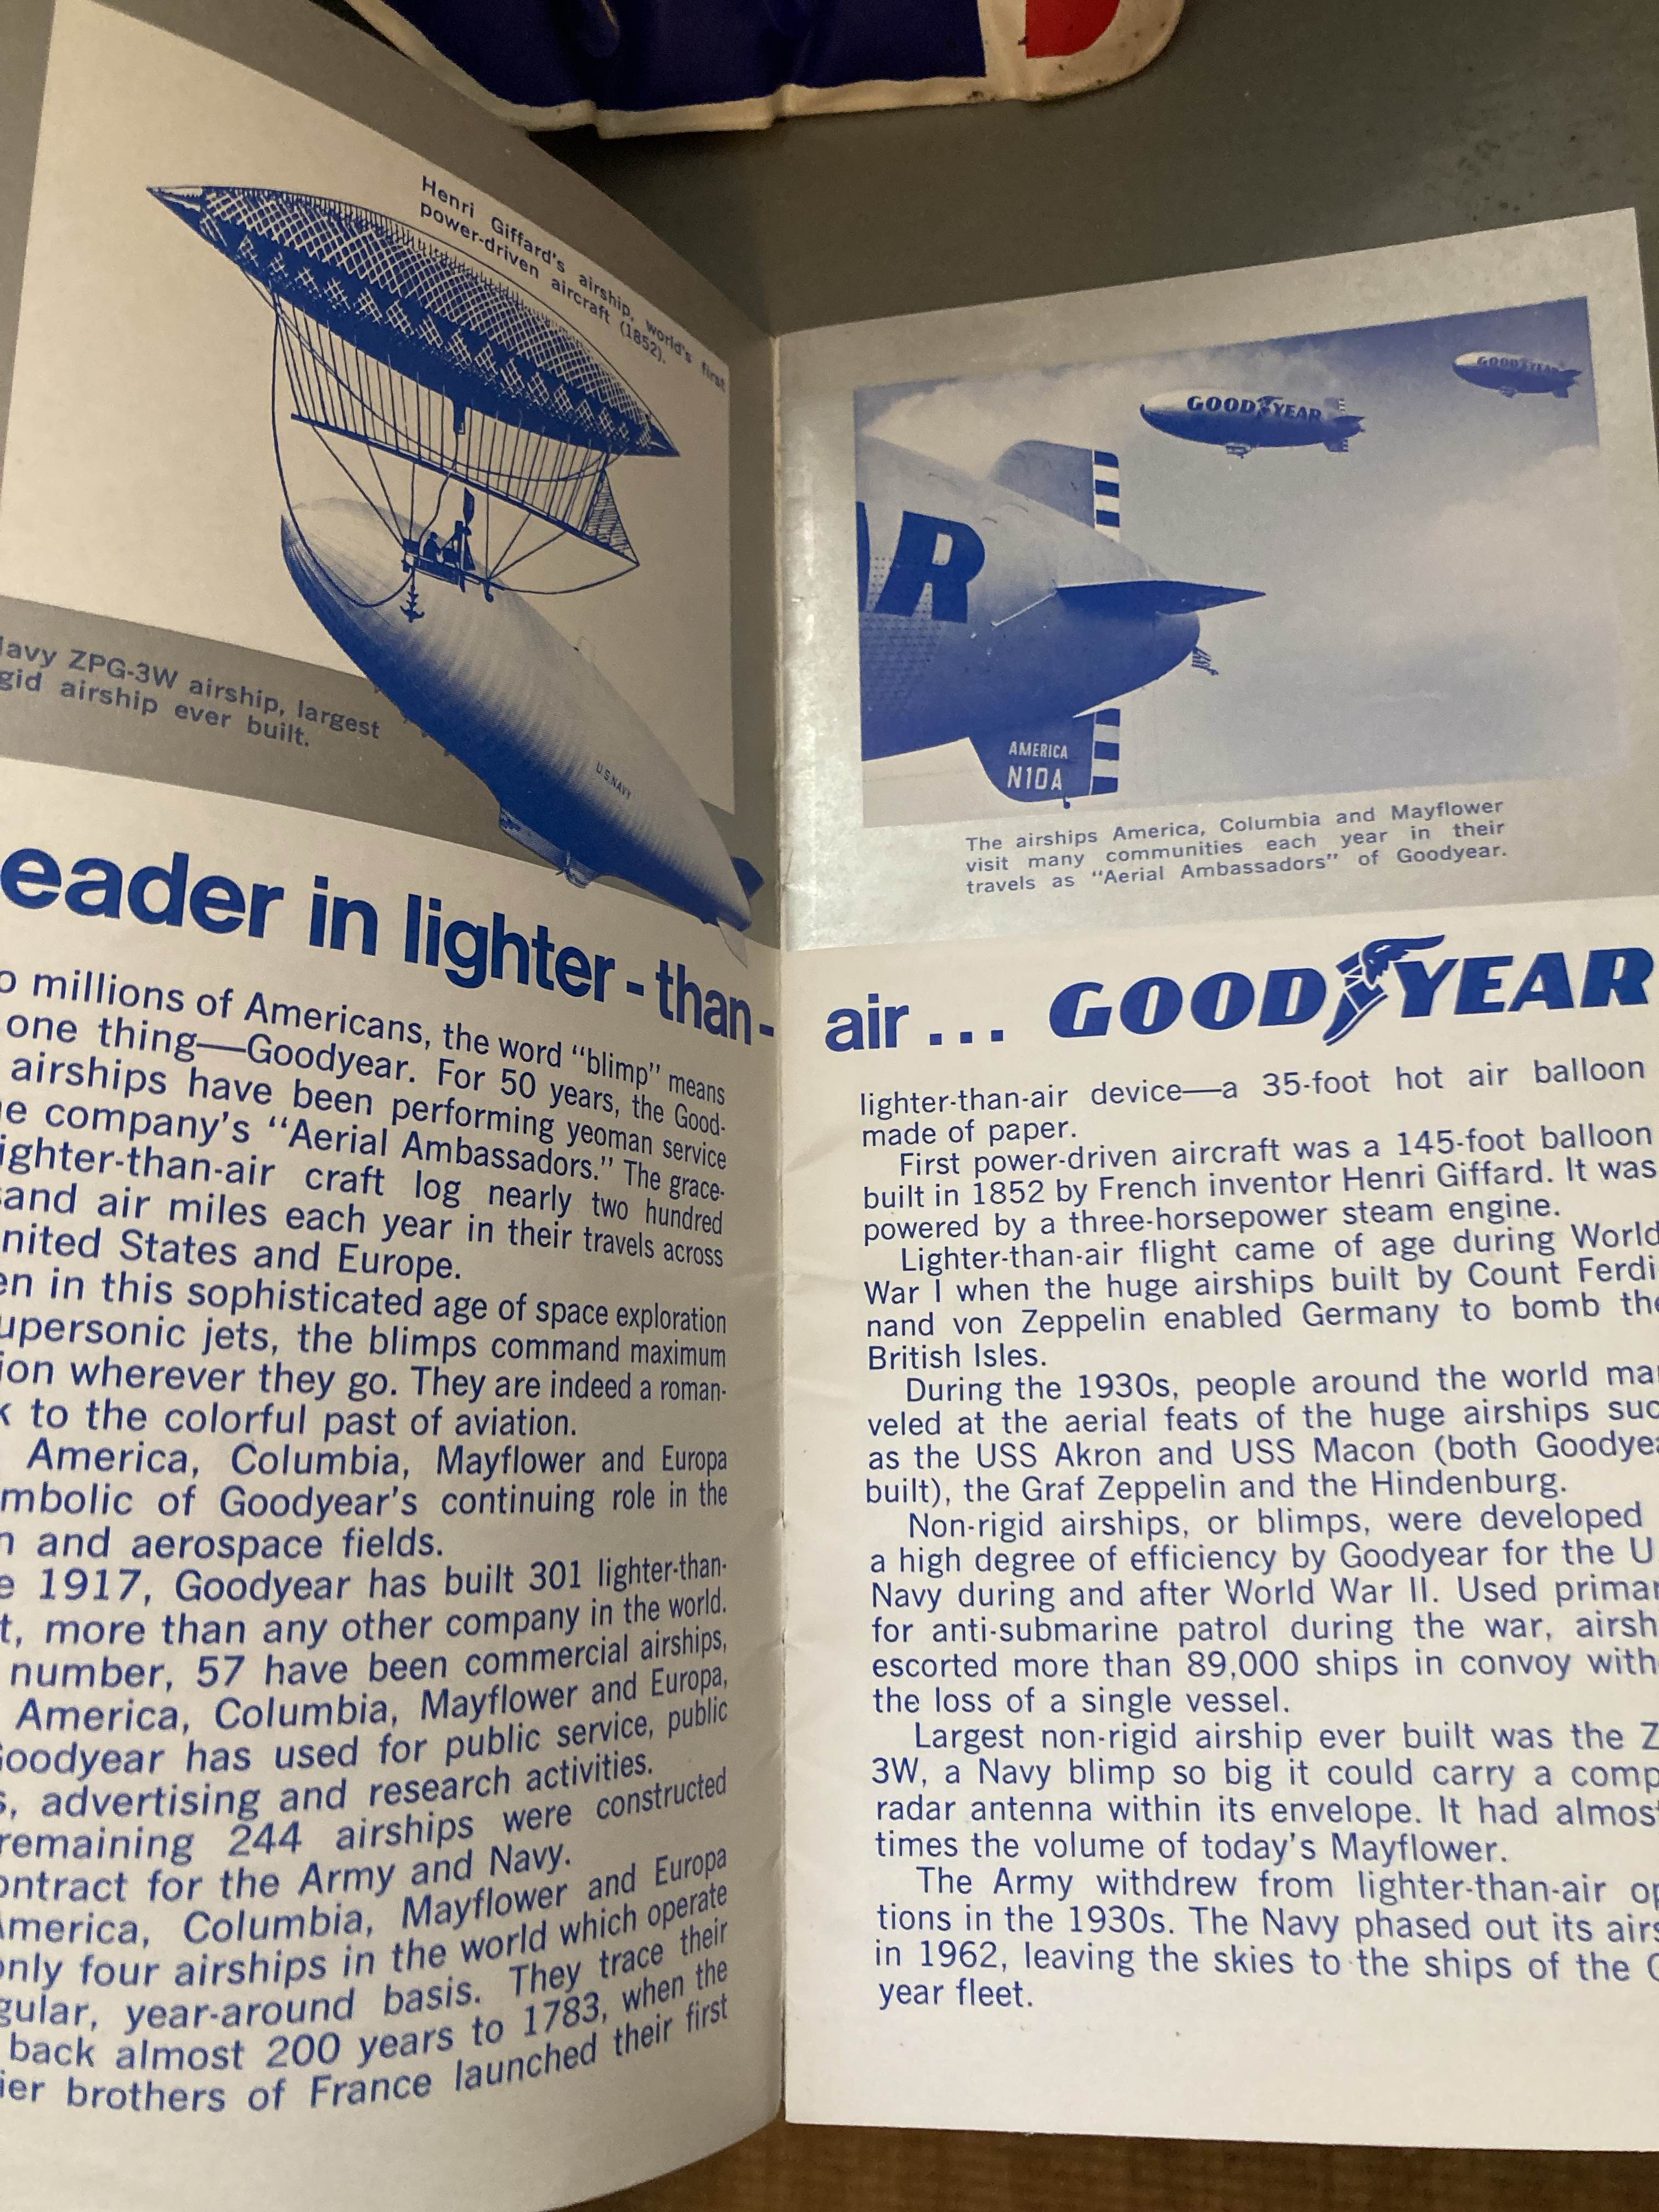 Henri Giffard's airship, world's first
power-driven aircraft (1852).
ZPG-3W airship, largest
airship ever built.
U.S.NAVY
in lighter-than-
millions of Americans, the word "blimp" means
one thing—Goodyear. For 50 years, the Good-
airships have been performing yeoman service
company's "Aerial Ambassadors." The grace-
lighter-than-air craft log nearly two hundred
air miles each year in their travels across
United States and Europe.
in this sophisticated age of space exploration
supersonic jets, the blimps command maximum
wherever they go. They are indeed a roman-
to the colorful past of aviation.
America, Columbia, Mayflower and Europa
of Goodyear's continuing role in the
and aerospace fields.
1917, Goodyear has built 301 lighter-than-
more than any other company in the world.
number, 57 have been commercial airships,
America, Columbia, Mayflower and Europa,
Goodyear has used for public service, public
advertising and research activities.
remaining 244 airships were constructed
contract for the Army and Navy.
America, Columbia, Mayflower and Europa
only four airships in the world which operate
year-around basis. They trace their
back almost 200 years to 1783, when the
brothers of France launched their first
GOODYEAR
GOODYEAR
AR
AMERICA
N10A
The airships America, Columbia and Mayflower
visit many communities each year in their
travels as "Aerial Ambassadors" of Goodyear.
air... GOODYEAR
lighter-than-air device—a 35-foot hot air balloon
made of paper.
First power-driven aircraft was a 145-foot balloon
built in 1852 by French inventor Henri Giffard. It was
powered by a three-horsepower steam engine.
Lighter-than-air flight came of age during World
War I when the huge airships built by Count Ferdi-
nand von Zeppelin enabled Germany to bomb the
British Isles.
During the 1930s, people around the world mar-
veled at the aerial feats of the huge airships such
as the USS Akron and USS Macon (both Goodyear
built), the Graf Zeppelin and the Hindenburg.
Non-rigid airships, or blimps, were developed
a high degree of efficiency by Goodyear for the U
Navy during and after World War II. Used
for anti-submarine patrol during the war,
escorted more than 89,000 ships in convoy
the loss of a single vessel.
Largest non-rigid airship ever built was the
3W, a Navy blimp so big it could carry a
radar antenna within its envelope. It had almost
times the volume of today's Mayflower.
The Army withdrew from lighter-than-air
tions in the 1930s. The Navy phased out its
in 1962, leaving the skies to the ships of the
year fleet.